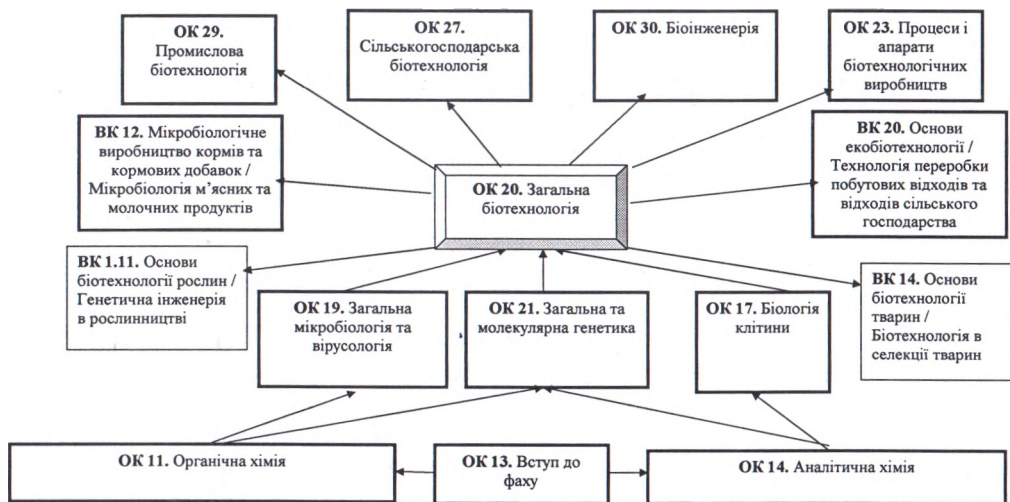 ОК 29.
Промислова
біотехнологія
ОК 27.
Сільськогосподарська
біотехнологія
ОК 30. Біоінженерія
ОК 23. Процеси і
апарати
біотехнологічних
виробництв
ВК 12. Мікробіологічне
виробництво кормів та
кормових добавок /
Мікробіологія м’ясних та
молочних продуктів
ОК 20. Загальна
біотехнологія
ВК 20. Основи
екобіотехнології /
Технологія переробки
побутових відходів та
відходів сільського
господарства
ВК 1.11. Основи
біотехнології рослин /
Генетична інженерія
в рослинництві
ОК 19. Загальна
мікробіологія та
вірусологія
ОК 21. Загальна та
молекулярна генетика
ОК 17. Біологія
клітини
ВК 14. Основи
біотехнології
тварин /
Біотехнологія в
селекції тварин
ОК 11. Органічна хімія
ОК 13. Вступ до
фаху
ОК 14. Аналітична хімія